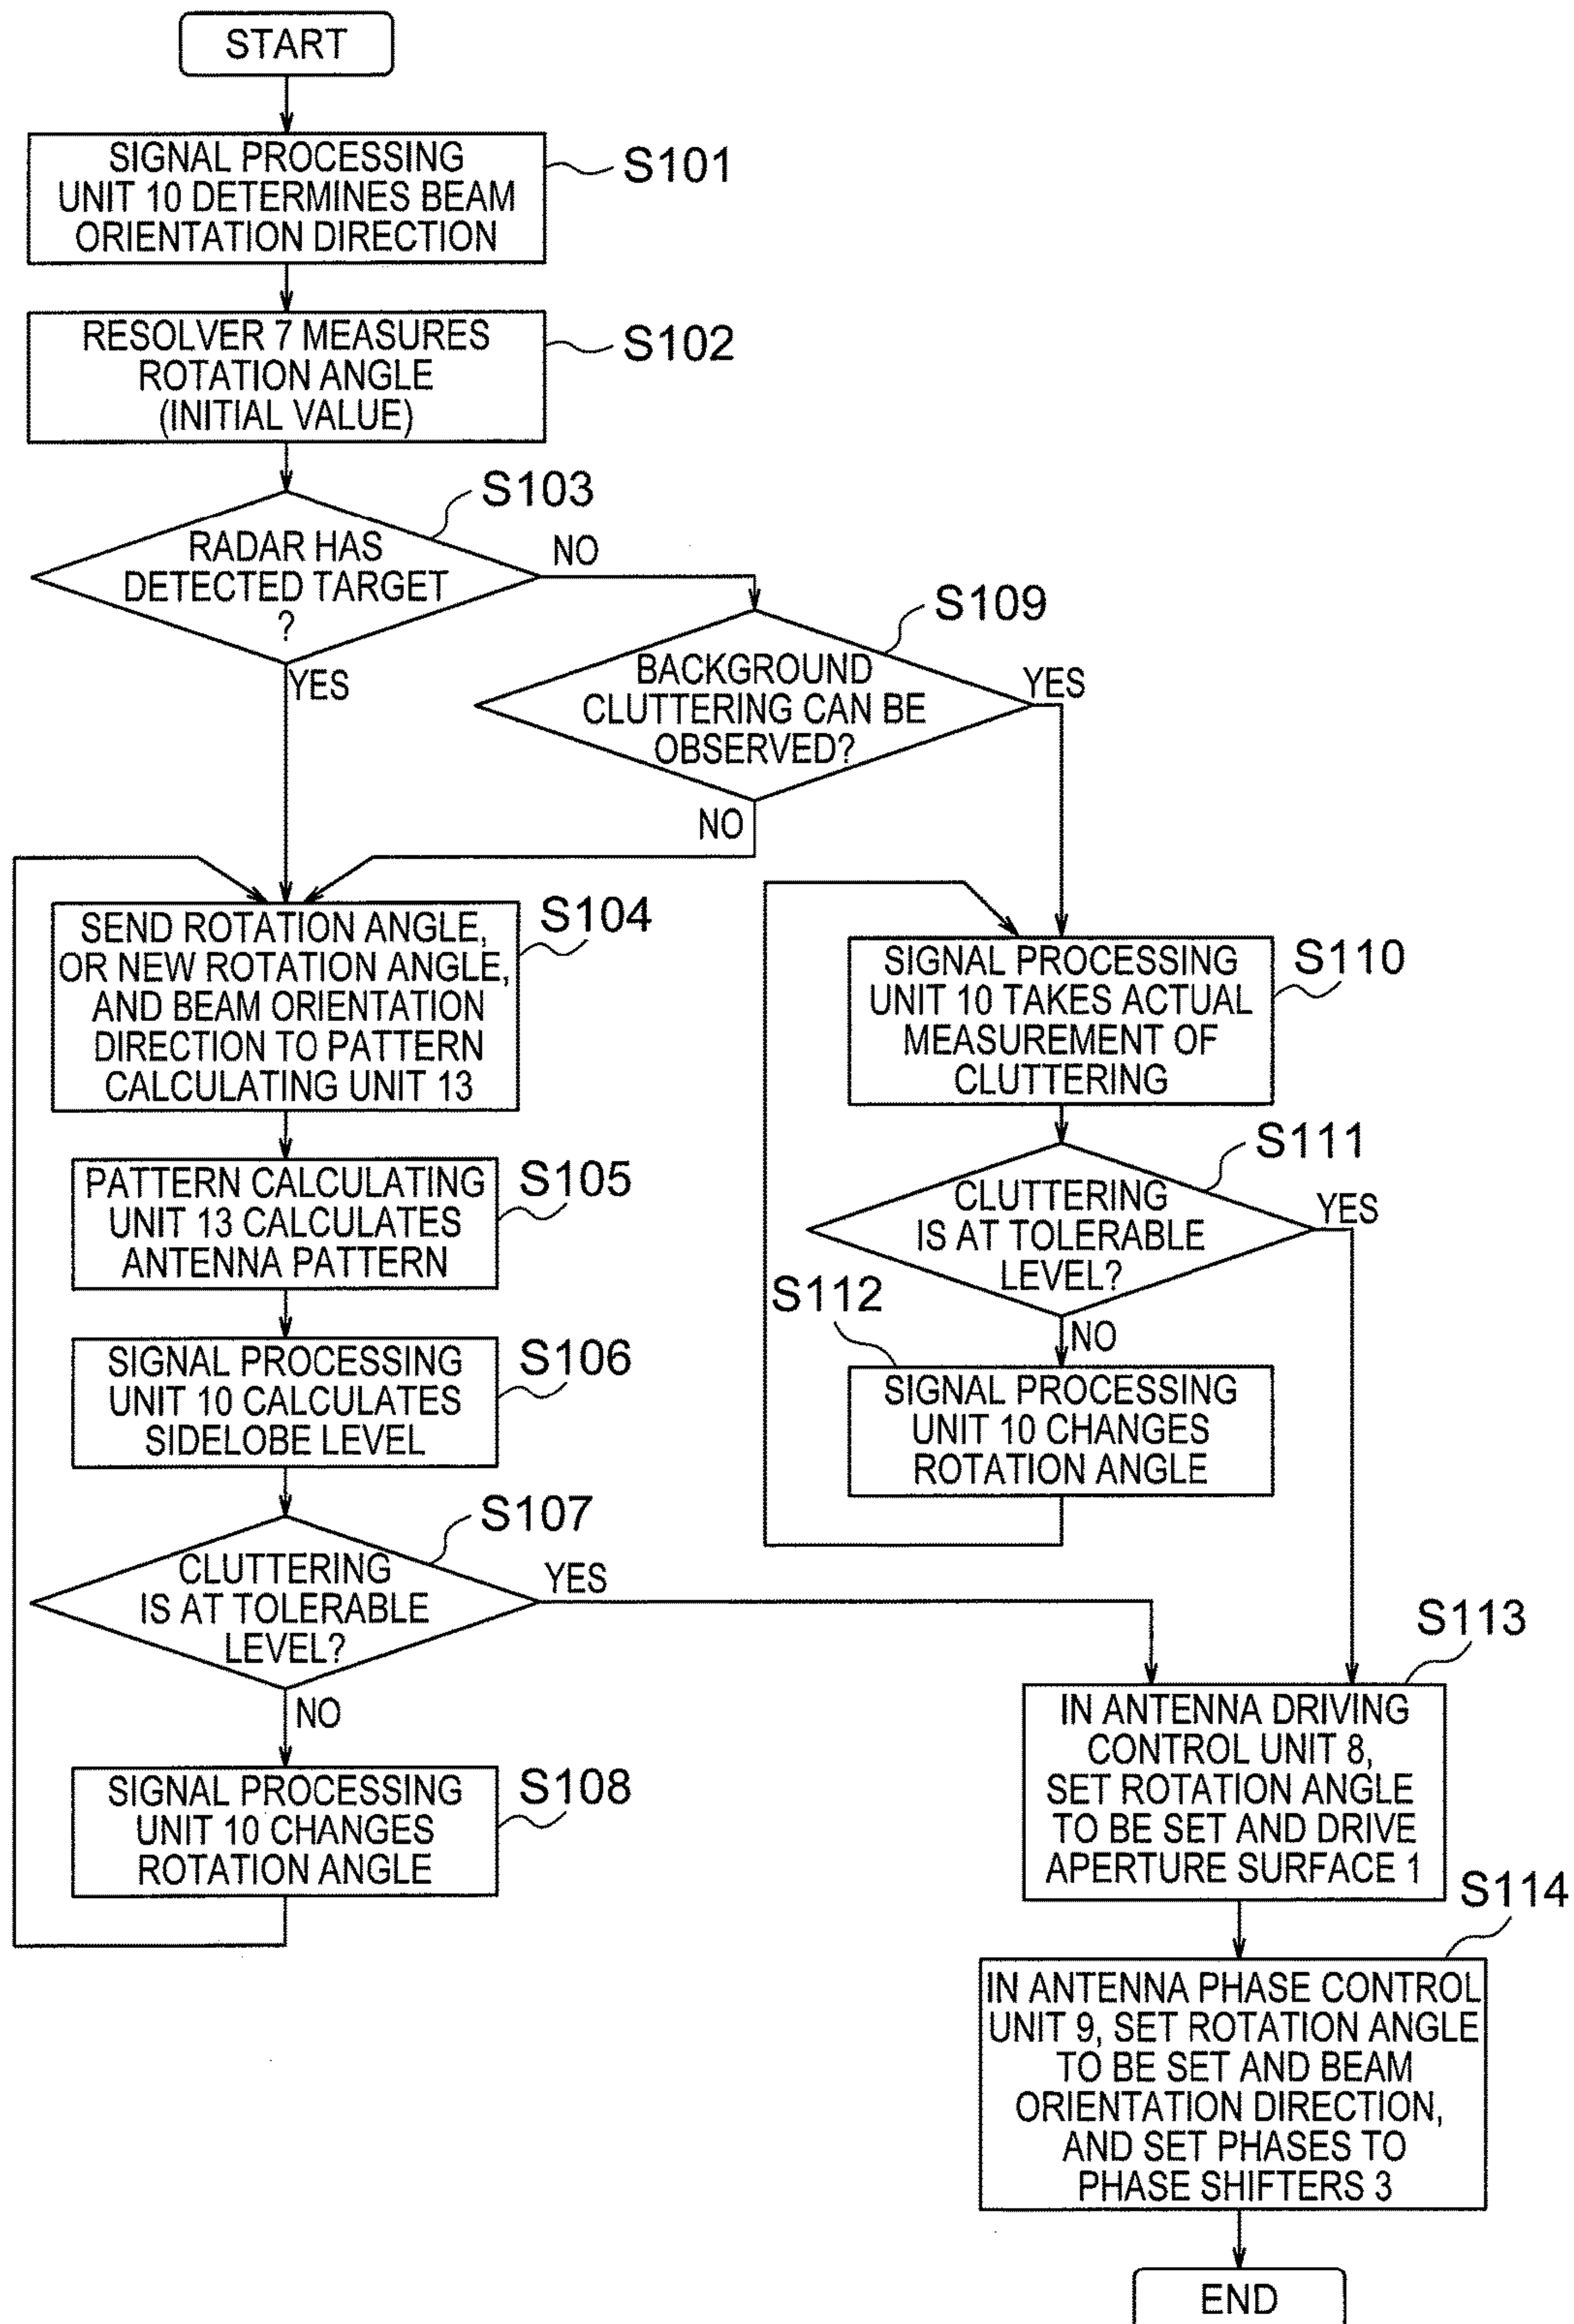 START
SIGNAL PROCESSING
UNIT 10 DETERMINES BEAM
ORIENTATION DIRECTION
S101
RESOLVER 7 MEASURES
ROTATION ANGLE
(INITIAL VALUE)
S102
RADAR HAS
DETECTED TARGET
?
S103
NO
YES
BACKGROUND
CLUTTERING CAN BE
OBSERVED?
S109
YES
NO
SEND ROTATION ANGLE,
OR NEW ROTATION ANGLE,
AND BEAM ORIENTATION
DIRECTION TO PATTERN
CALCULATING UNIT 13
S104
PATTERN CALCULATING
UNIT 13 CALCULATES
ANTENNA PATTERN
S105
SIGNAL PROCESSING
UNIT 10 CALCULATES
SIDELOBE LEVEL
S106
CLUTTERING
IS AT TOLERABLE
LEVEL?
S107
YES
NO
SIGNAL PROCESSING
UNIT 10 CHANGES
ROTATION ANGLE
S108
SIGNAL PROCESSING
UNIT 10 TAKES ACTUAL
MEASUREMENT OF
CLUTTERING
S110
CLUTTERING
IS AT TOLERABLE
LEVEL?
S111
YES
NO
S112
SIGNAL PROCESSING
UNIT 10 CHANGES
ROTATION ANGLE
S113
IN ANTENNA DRIVING
CONTROL UNIT 8,
SET ROTATION ANGLE
TO BE SET AND DRIVE
APERTURE SURFACE 1
S114
IN ANTENNA PHASE CONTROL
UNIT 9, SET ROTATION ANGLE
TO BE SET AND BEAM
ORIENTATION DIRECTION,
AND SET PHASES TO
PHASE SHIFTERS 3
END